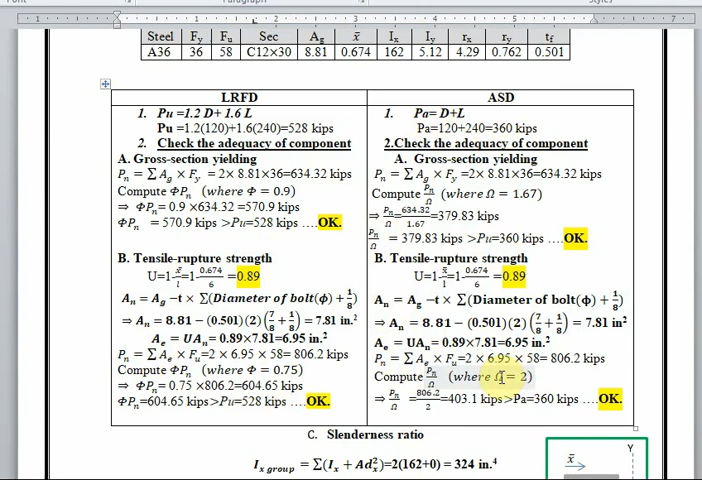 1 2 3 4 5 6 7
Steel Fy Fu Sec Ag x̄ Ix Iy rx ry tf
A36 36 58 C12×30 8.81 0.674 162 5.12 4.29 0.762 0.501
LRFD
1. Pu =1.2 D+ 1.6 L
Pu =1.2(120)+1.6(240)=528 kips
2. Check the adequacy of component
A. Gross-section yielding
Pn = ∑ Ag × Fy = 2× 8.81×36=634.32 kips
Compute ΦPn (where Φ = 0.9)
⇒ ΦPn= 0.9 ×634.32 =570.9 kips
ΦPn = 570.9 kips >Pu=528 kips ....OK.
B. Tensile-rupture strength
U=1-x̄/l=1-0.674/6 =0.89
An = Ag −t × ∑(Diameter of bolt(ϕ) + 1/8)
⇒ An = 8.81 − (0.501)(2)(7/8 + 1/8) = 7.81 in.²
Ae = UAn= 0.89×7.81=6.95 in.²
Pn = ∑ Ae × Fu=2 × 6.95 × 58= 806.2 kips
Compute ΦPn (where Φ = 0.75)
⇒ ΦPn= 0.75 ×806.2=604.65 kips
ΦPn=604.65 kips>Pu=528 kips ....OK.
ASD
1. Pa= D+L
Pa=120+240=360 kips
2.Check the adequacy of component
A. Gross-section yielding
Pn = ∑ Ag × Fy =2× 8.81×36=634.32 kips
Compute Pn/Ω (where Ω = 1.67)
⇒ Pn/Ω=634.32/1.67=379.83 kips
Pn/Ω = 379.83 kips >Pu=360 kips ....OK.
B. Tensile-rupture strength
U=1-x̄/l=1-0.674/6 =0.89
An = Ag −t × ∑(Diameter of bolt(ϕ) + 1/8)
⇒ An = 8.81 − (0.501)(2)(7/8 + 1/8) = 7.81 in²
Ae = UAn= 0.89×7.81=6.95 in.²
Pn = ∑ Ae × Fu=2 × 6.95 × 58= 806.2 kips
Compute Pn/Ω (where Ω = 2)
⇒ Pn/Ω =806.2/2=403.1 kips>Pa=360 kips ....OK.
C. Slenderness ratio
Ix group = ∑(Ix + Adx²)=2(162+0) = 324 in.⁴
x̄
Y